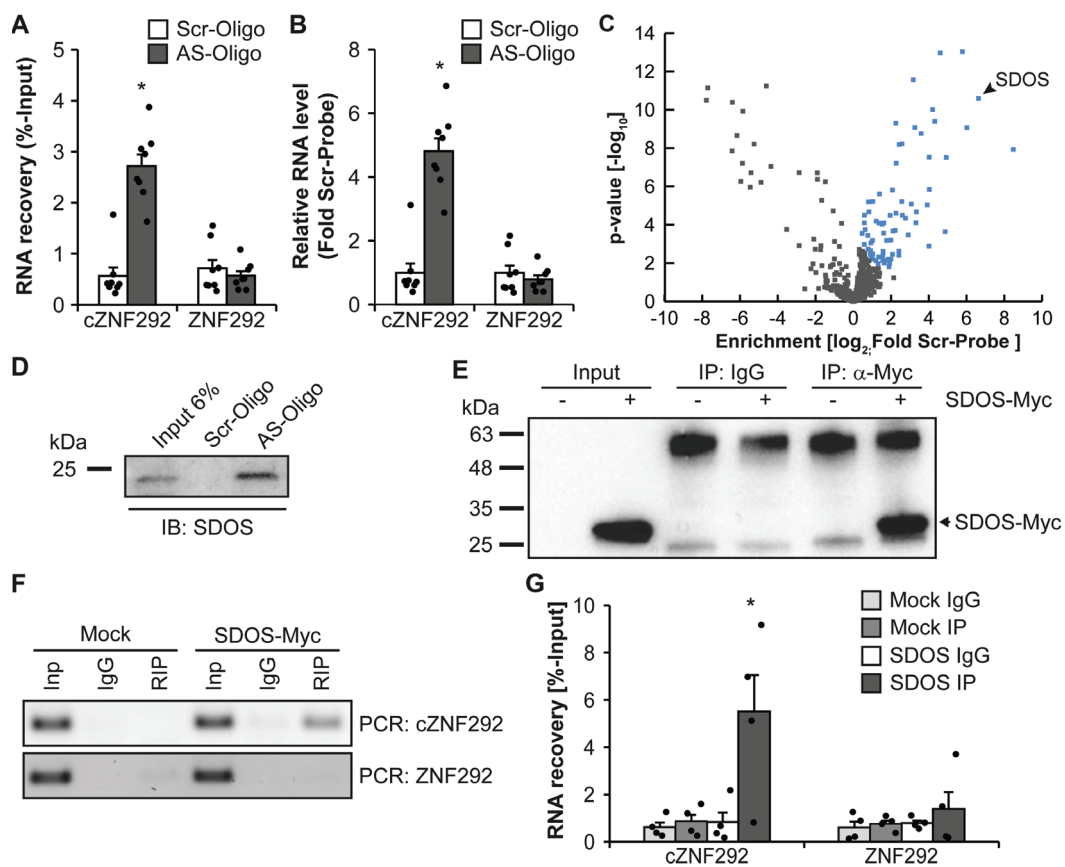 A
Scr-Oligo
AS-Oligo
RNA recovery (%-Input)
5
4
3
2
1
0
*
cZNF292
ZNF292
B
Scr-Oligo
AS-Oligo
Relative RNA level
(Fold Scr-Probe)
8
6
4
2
0
*
cZNF292
ZNF292
C
p-value [-log10]
14
12
10
8
6
4
2
0
SDOS
-10 -8 -6 -4 -2 0 2 4 6 8 10
Enrichment [log2;Fold Scr-Probe ]
D
Input 6%
Scr-Oligo
AS-Oligo
kDa
25
IB: SDOS
E
Input
IP: IgG
IP: α-Myc
- + - + - + SDOS-Myc
kDa
63
48
35
25
SDOS-Myc
F
Mock
SDOS-Myc
Inp IgG RIP Inp IgG RIP
PCR: cZNF292
PCR: ZNF292
G
RNA recovery [%-Input]
10
8
6
4
2
0
*
Mock IgG
Mock IP
SDOS IgG
SDOS IP
cZNF292
ZNF292